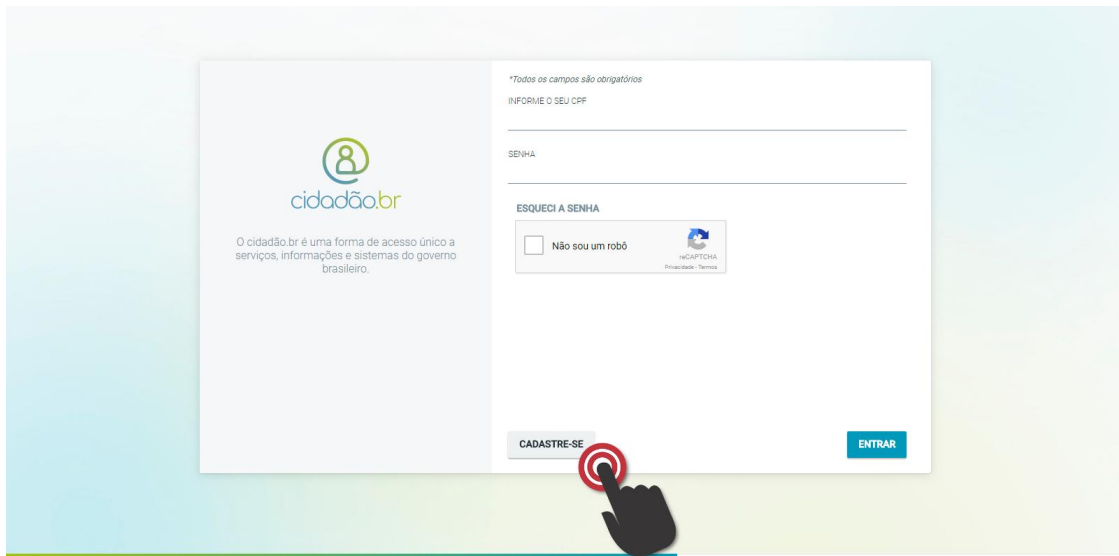 cidadão.br
O cidadão.br é uma forma de acesso único a
serviços, informações e sistemas do governo
brasileiro.
*Todos os campos são obrigatórios
INFORME O SEU CPF
SENHA
ESQUECI A SENHA
Não sou um robô
reCAPTCHA
Privacidade - Termos
CADASTRE-SE
ENTRAR